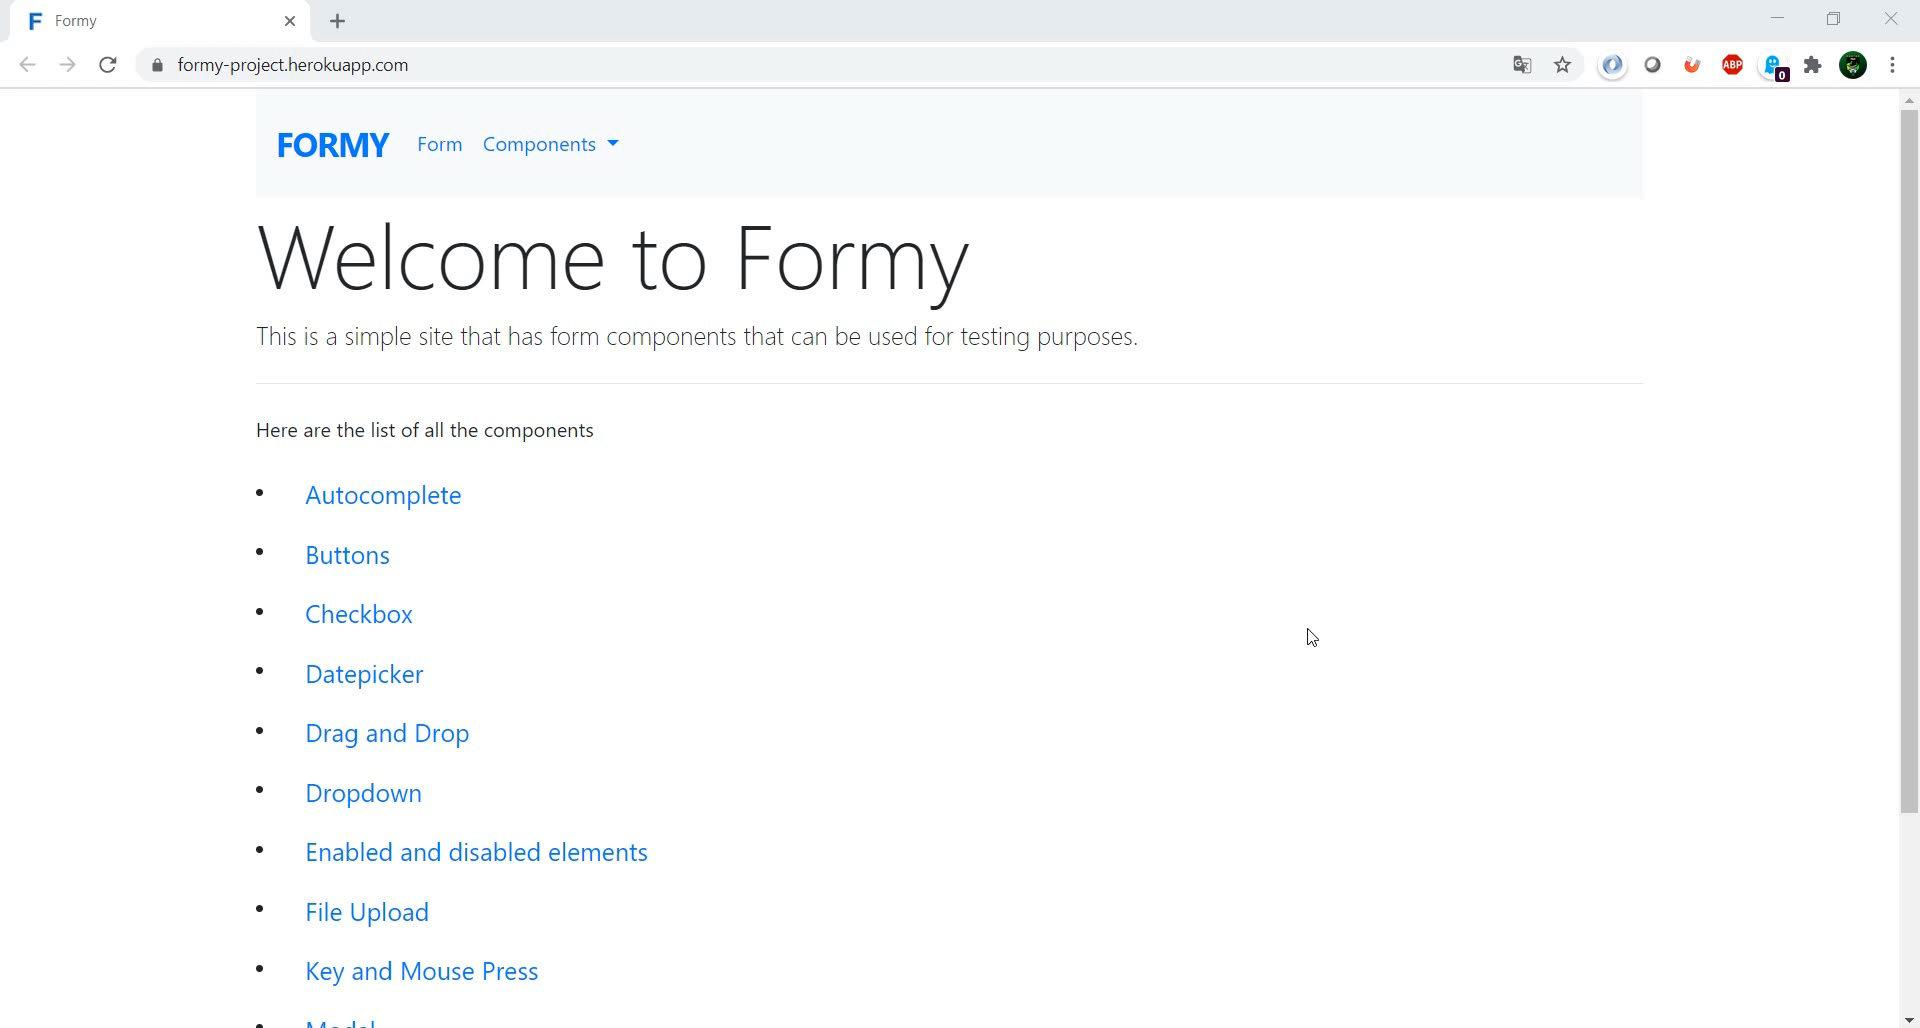 Formy
formy-project.herokuapp.com
ABP
0
FORMY Form Components
Welcome to Formy
This is a simple site that has form components that can be used for testing purposes.
Here are the list of all the components
• Autocomplete
• Buttons
• Checkbox
• Datepicker
• Drag and Drop
• Dropdown
• Enabled and disabled elements
• File Upload
• Key and Mouse Press